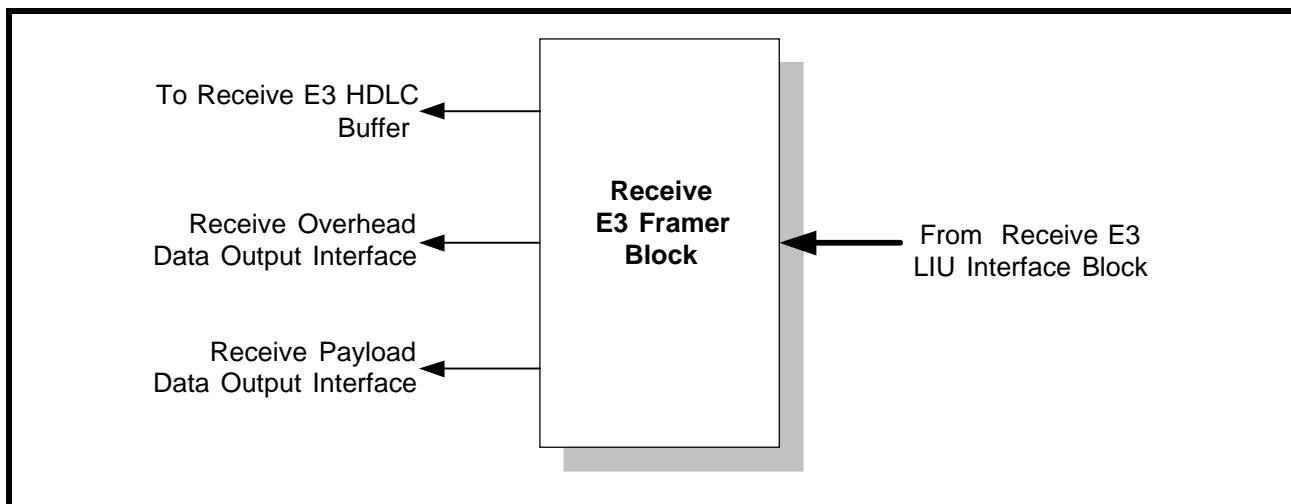 To Receive E3 HDLC
Buffer
Receive Overhead
Data Output Interface
Receive Payload
Data Output Interface
Receive
E3 Framer
Block
From Receive E3
LIU Interface Block